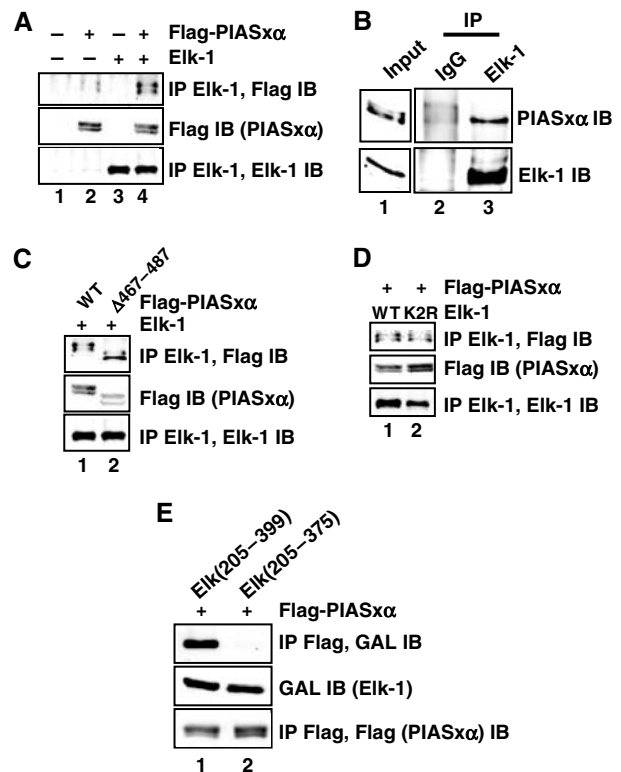 A
– + – + Flag-PIASxα
– – + + Elk-1
IP Elk-1, Flag IB
Flag IB (PIASxα)
IP Elk-1, Elk-1 IB
1 2 3 4
B
IP
Input IgG Elk-1
PIASxα IB
Elk-1 IB
1 2 3
C
WT Δ467–487
Flag-PIASxα
+ + Elk-1
IP Elk-1, Flag IB
Flag IB (PIASxα)
IP Elk-1, Elk-1 IB
1 2
D
+ + Flag-PIASxα
WT K2R Elk-1
IP Elk-1, Flag IB
Flag IB (PIASxα)
IP Elk-1, Elk-1 IB
1 2
E
Elk(205–399) Elk(205–375)
+ + Flag-PIASxα
IP Flag, GAL IB
GAL IB (Elk-1)
IP Flag, Flag (PIASxα) IB
1 2